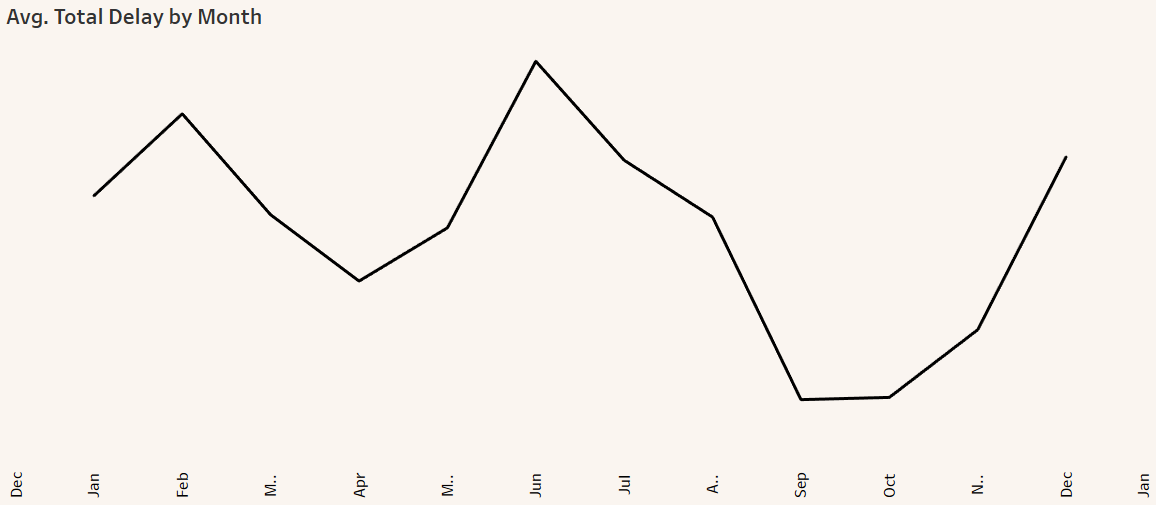 Avg. Total Delay by Month
Dec Jan Feb M.. Apr M.. Jun Jul A.. Sep Oct N.. Dec Jan